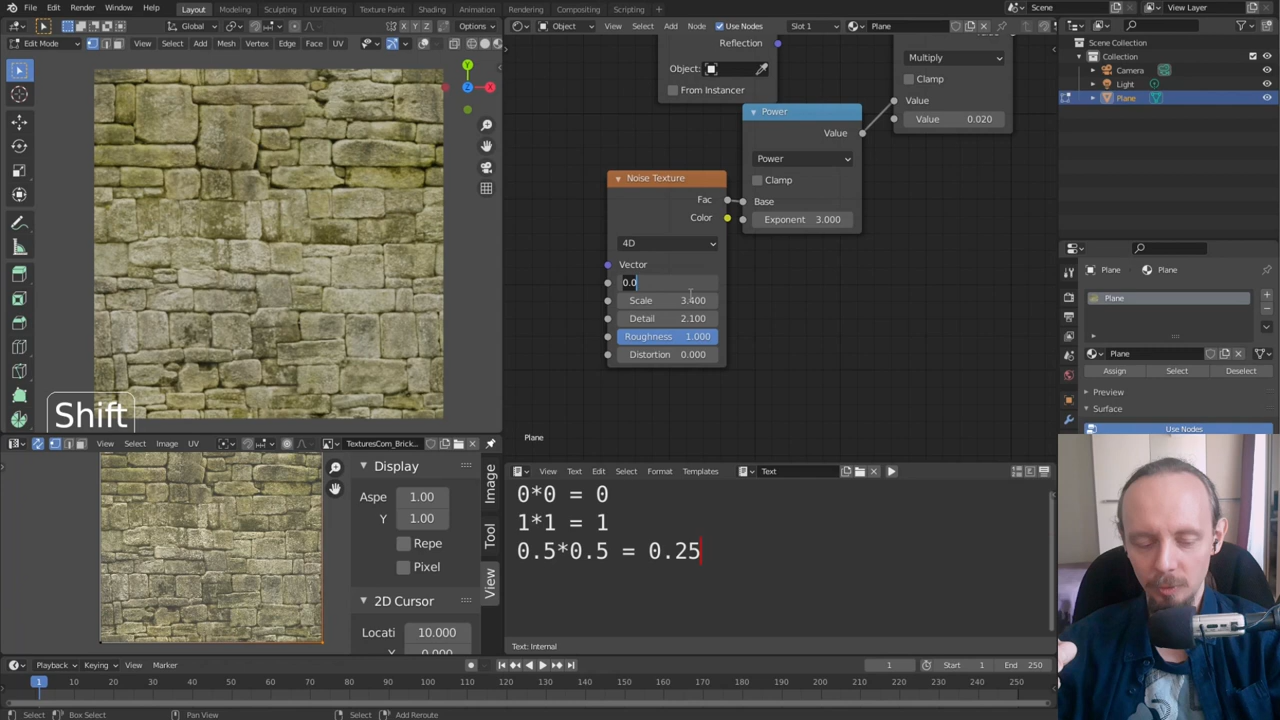 File Edit Render Window Help
Layout Modeling Sculpting UV Editing Texture Paint Shading Animation Rendering Compositing Scripting
Scene
View Layer
Global
Options
Object View Select Add Node Use Nodes Slot 1 Plane
Edit Mode View Select Add Mesh Vertex Edge Face UV
X Y Z
Reflection
Object:
From Instancer
Multiply
Clamp
Value
Value 0.020
Power
Value
Power
Clamp
Base
Exponent 3.000
Noise Texture
Fac
Color
4D
Vector
0.0
Scale 3.400
Detail 2.100
Roughness 1.000
Distortion 0.000
Plane
Shift
Scene Collection
Collection
Camera
Light
Plane
Plane Plane
Plane
Plane
Assign Select Deselect
Preview
Surface
Use Nodes
View Select Image UV TexturesCom_Brick...
Display
Aspe 1.00
Y 1.00
Repe
Pixel
2D Cursor
Locati 10.000
Image
Tool
View
View Text Edit Select Format Templates Text
0*0 = 0
1*1 = 1
0.5*0.5 = 0.25
Text: Internal
Playback Keying View Marker
1 Start 1 End 250
1 10 20 30 40 50 60 70 80 90 100 110 120 130 140 150 160 170 180 190 200 210 220 230 240 250
Select Box Select Pan View Select Add Reroute